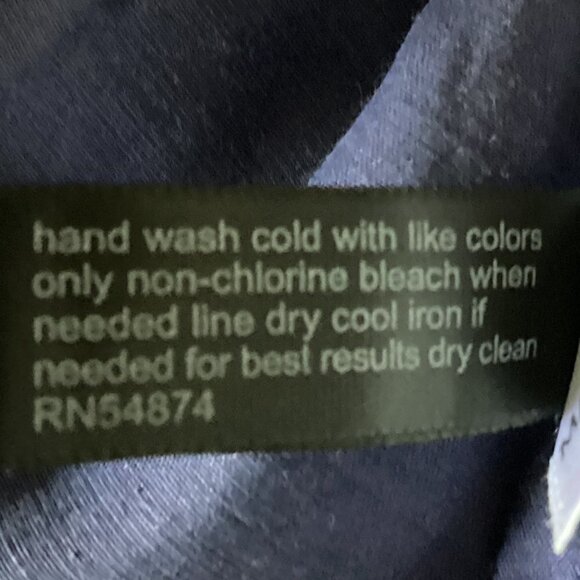 hand wash cold with like colors
only non-chlorine bleach when
needed line dry cool iron if
needed for best results dry clean
RN54874